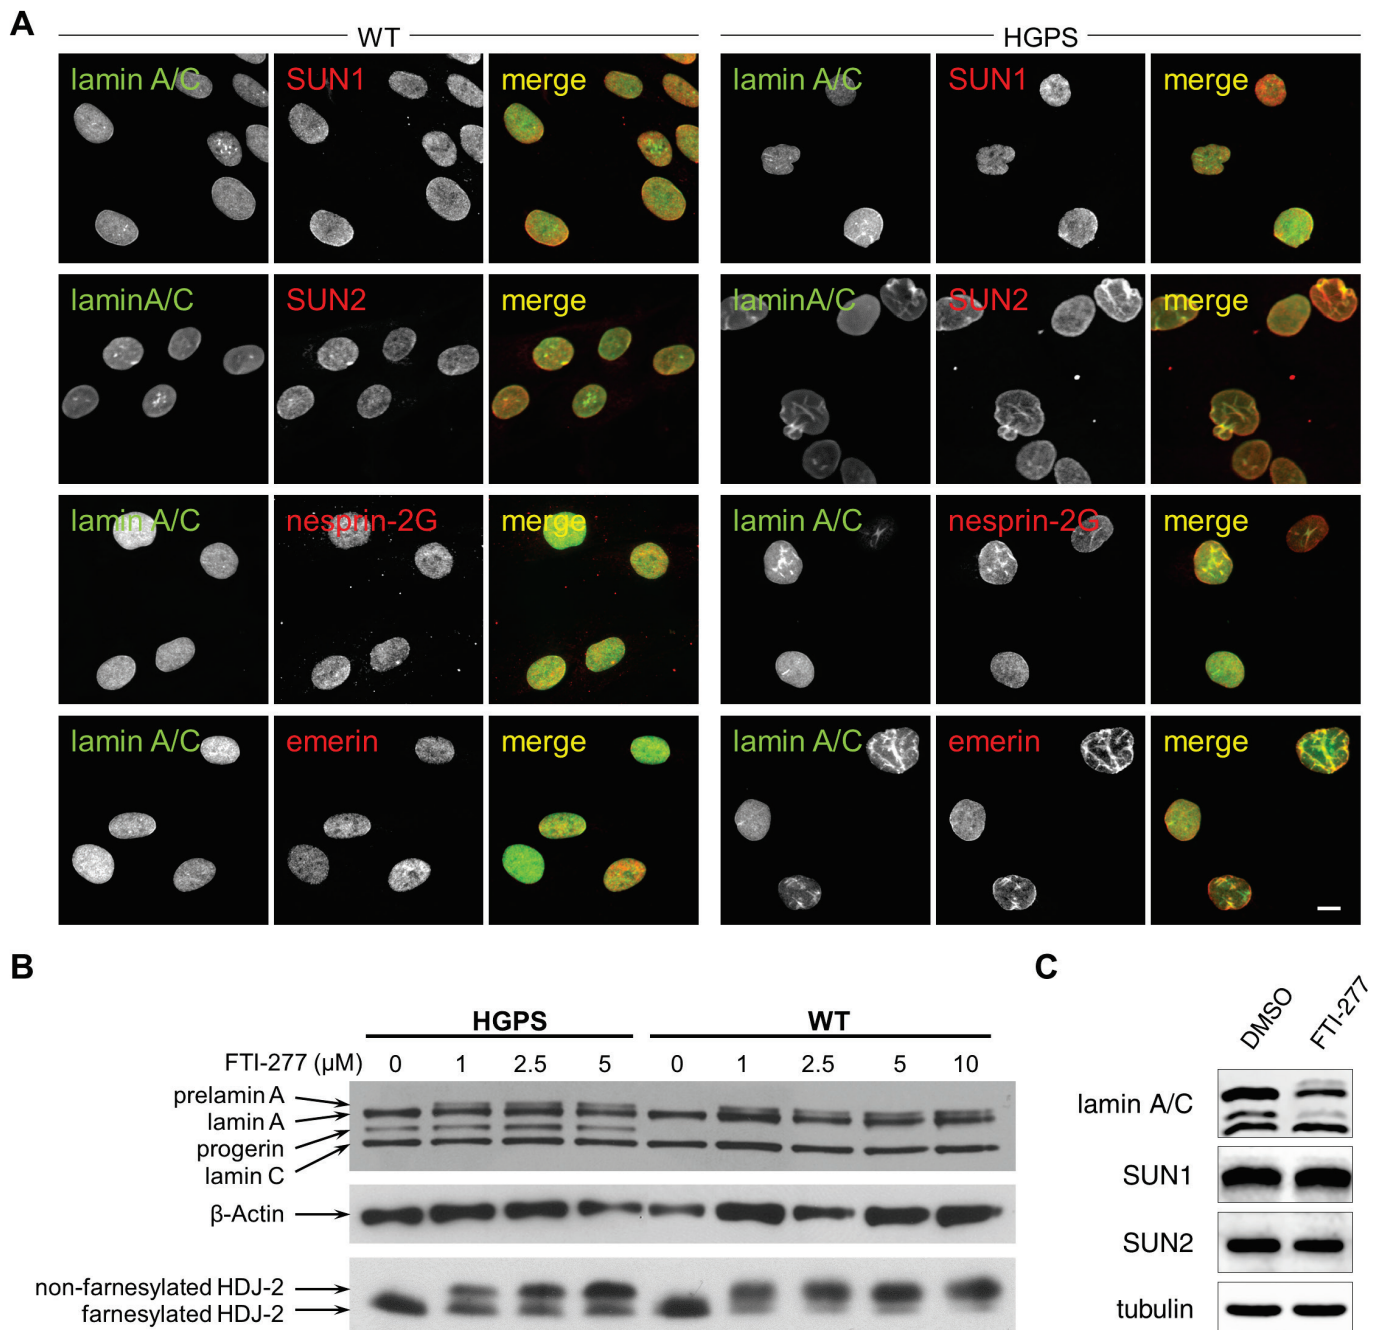 A
WT
HGPS
lamin A/C SUN1 merge lamin A/C SUN1 merge
laminA/C SUN2 merge laminA/C SUN2 merge
lamin A/C nesprin-2G merge lamin A/C nesprin-2G merge
lamin A/C emerin merge lamin A/C emerin merge
B
HGPS WT
FTI-277 (μM) 0 1 2.5 5 0 1 2.5 5 10
prelamin A
lamin A
progerin
lamin C
β-Actin
non-farnesylated HDJ-2
farnesylated HDJ-2
C
DMSO FTI-277
lamin A/C
SUN1
SUN2
tubulin